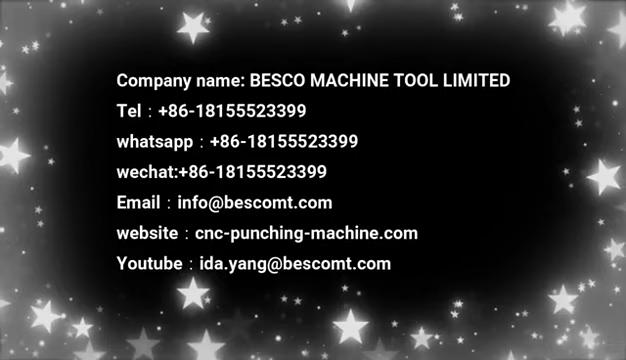 Company name: BESCO MACHINE TOOL LIMITED
Tel：+86-18155523399
whatsapp：+86-18155523399
wechat:+86-18155523399
Email：info@bescomt.com
website：cnc-punching-machine.com
Youtube：ida.yang@bescomt.com